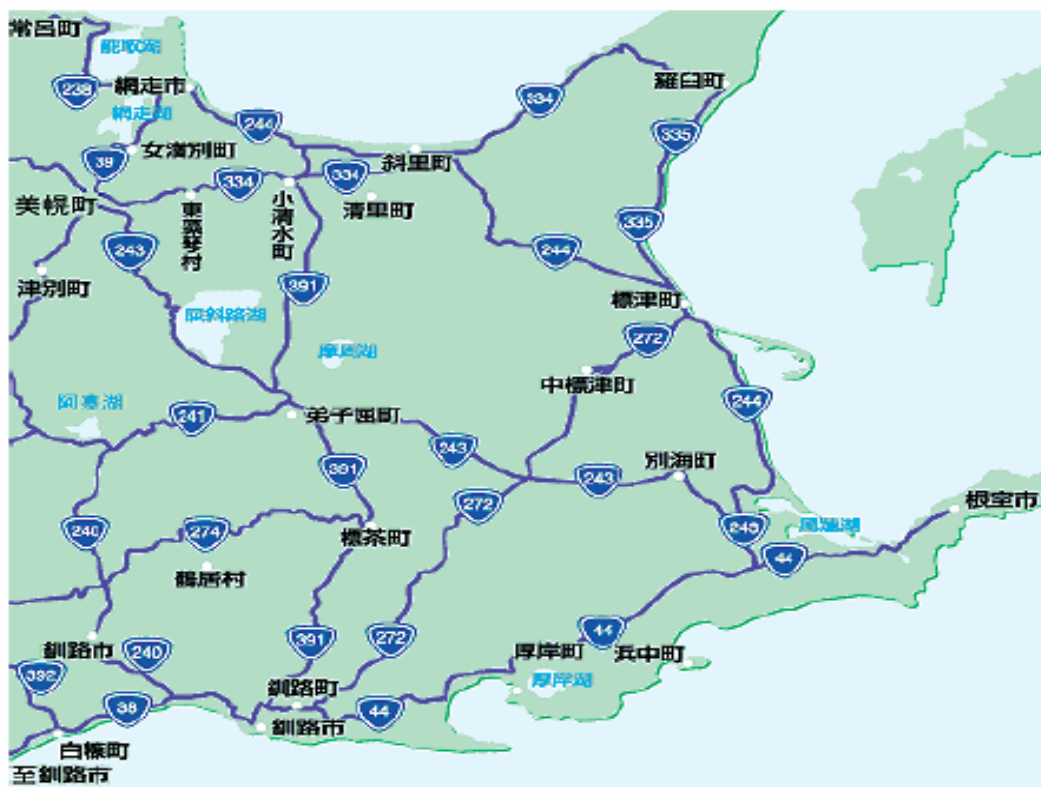 常呂町
能取湖
238
網走市
網走湖
244
334
羅臼町
335
39
女満別町
斜里町
334
334
美幌町
東藻琴村
小清水町
清里町
335
243
244
津別町
391
標津町
屈斜路湖
摩周湖
272
中標津町
阿寒湖
241
弟子屈町
244
243
391
別海町
243
272
根室市
240
274
標茶町
243
風蓮湖
44
鶴居村
釧路市
240
391
272
44
厚岸町
浜中町
392
釧路町
厚岸湖
38
44
釧路市
白糠町
至釧路市